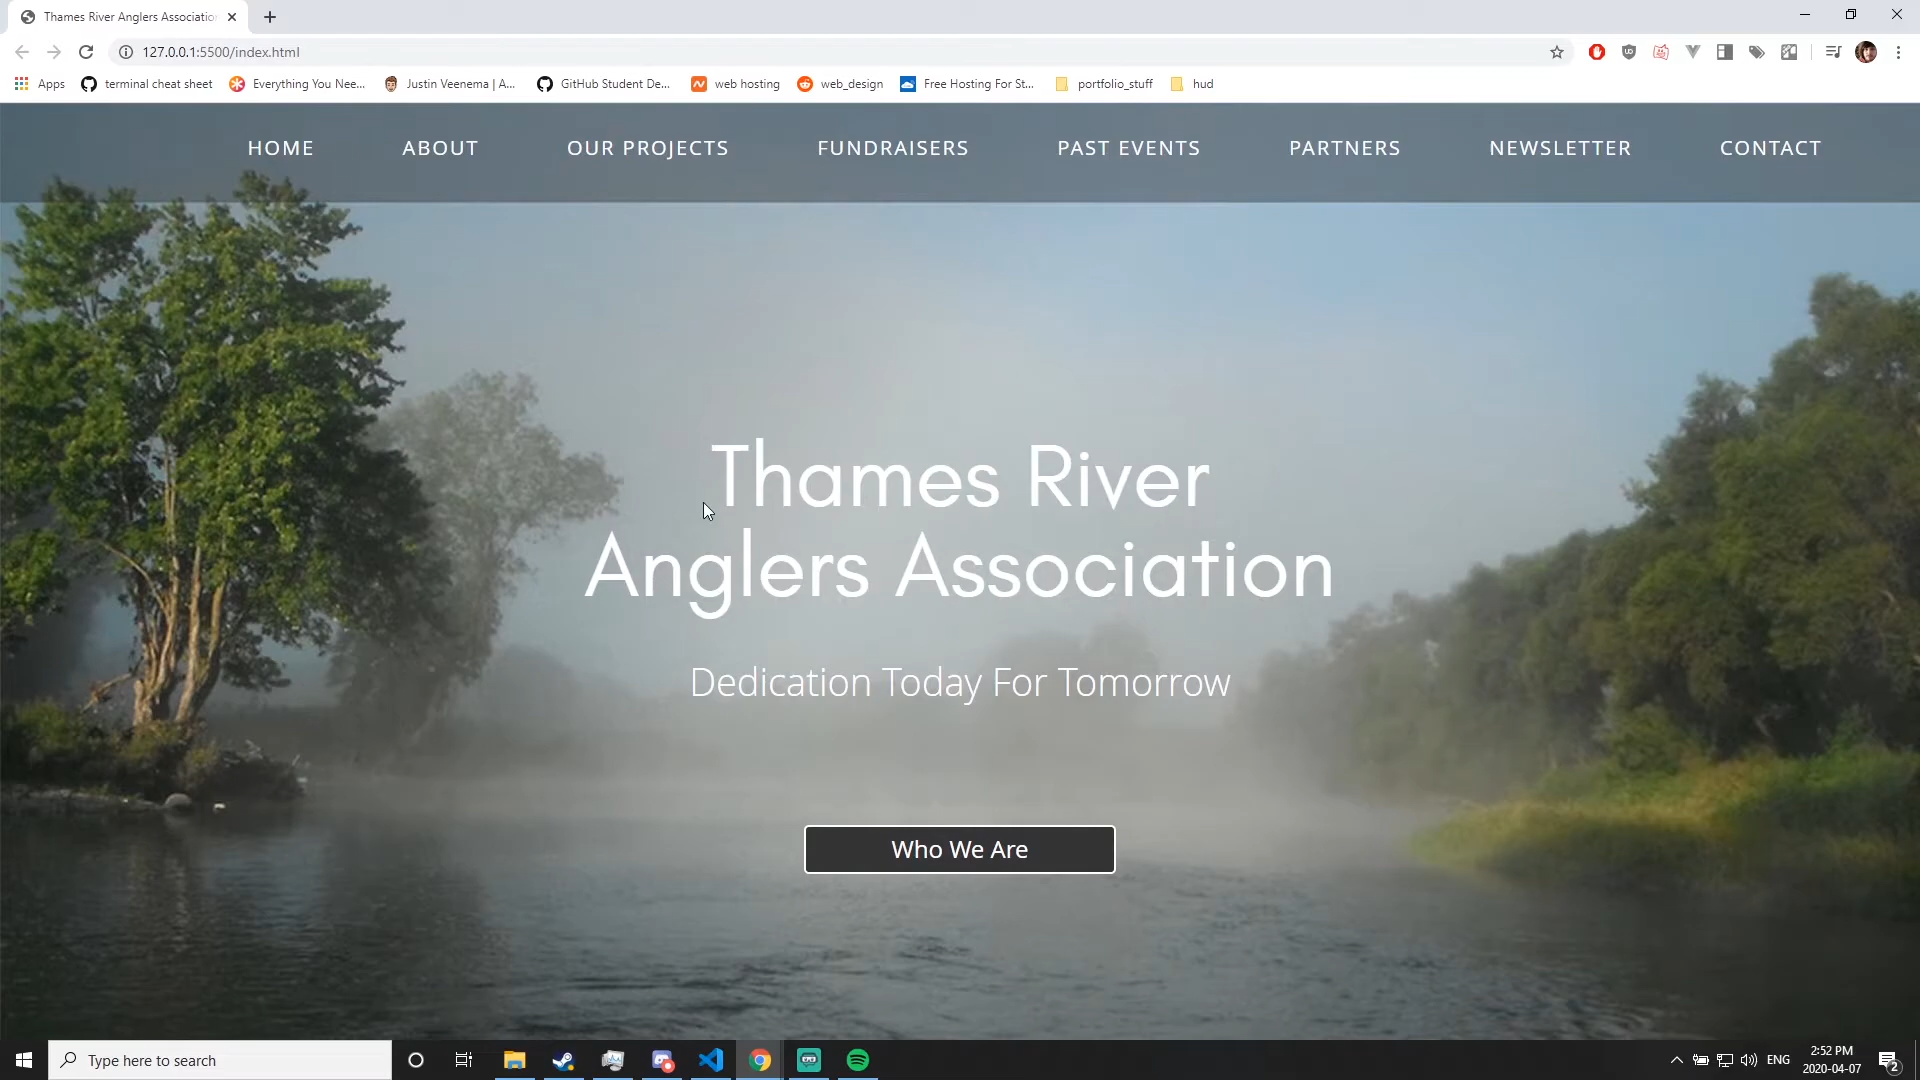 Thames River Anglers Association
127.0.0.1:5500/index.html
Apps terminal cheat sheet Everything You Nee... Justin Veenema | A... GitHub Student De... web hosting web_design Free Hosting For St... portfolio_stuff hud
HOME ABOUT OUR PROJECTS FUNDRAISERS PAST EVENTS PARTNERS NEWSLETTER CONTACT
Thames River
Anglers Association
Dedication Today For Tomorrow
Who We Are
Type here to search
ENG
2:52 PM
2020-04-07
2